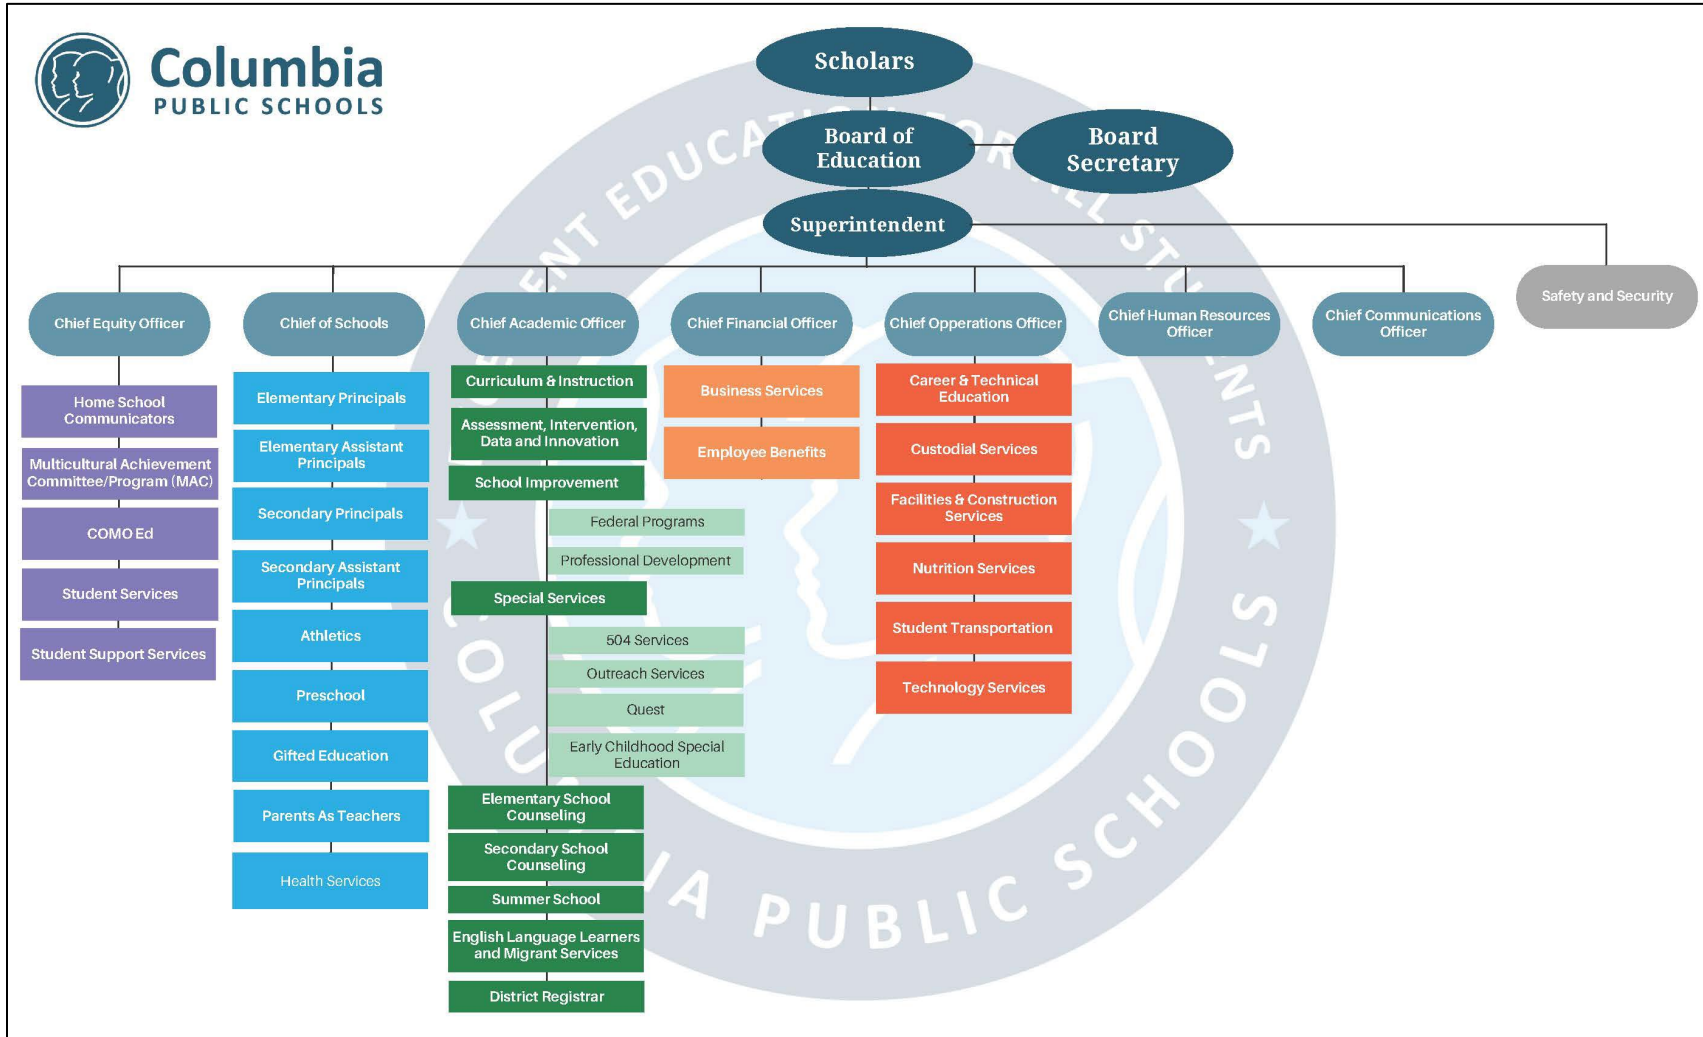 Columbia
PUBLIC SCHOOLS
Scholars
Board of
Education
Board
Secretary
Superintendent
Chief Equity Officer
Chief of Schools
Chief Academic Officer
Chief Financial Officer
Chief Opperations Officer
Chief Human Resources
Officer
Chief Communications
Officer
Safety and Security
Home School
Communicators
Multicultural Achievement
Committee/Program (MAC)
COMO Ed
Student Services
Student Support Services
Elementary Principals
Elementary Assistant
Principals
Secondary Principals
Secondary Assistant
Principals
Athletics
Preschool
Gifted Education
Parents As Teachers
Health Services
Curriculum & Instruction
Assessment, Intervention,
Data and Innovation
School Improvement
Federal Programs
Professional Development
Special Services
504 Services
Outreach Services
Quest
Early Childhood Special
Education
Elementary School
Counseling
Secondary School
Counseling
Summer School
English Language Learners
and Migrant Services
District Registrar
Business Services
Employee Benefits
Career & Technical
Education
Custodial Services
Facilities & Construction
Services
Nutrition Services
Student Transportation
Technology Services
COLUMBIA PUBLIC SCHOOLS